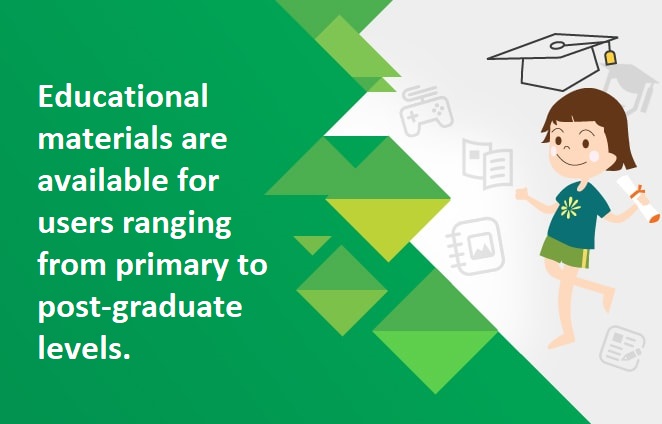 Educational
materials are
available for
users ranging
from primary to
post-graduate
levels.